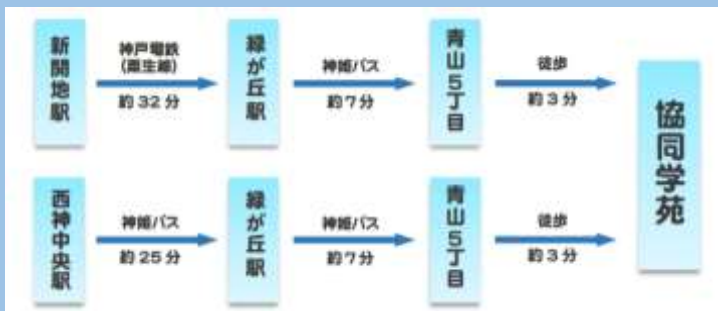 新開地駅
神戸電鉄
(粟生線)
約32分
緑が丘駅
神姫バス
約7分
青山5丁目
徒歩
約3分
協同学苑
西神中央駅
神姫バス
約25分
緑が丘駅
神姫バス
約7分
青山5丁目
徒歩
約3分